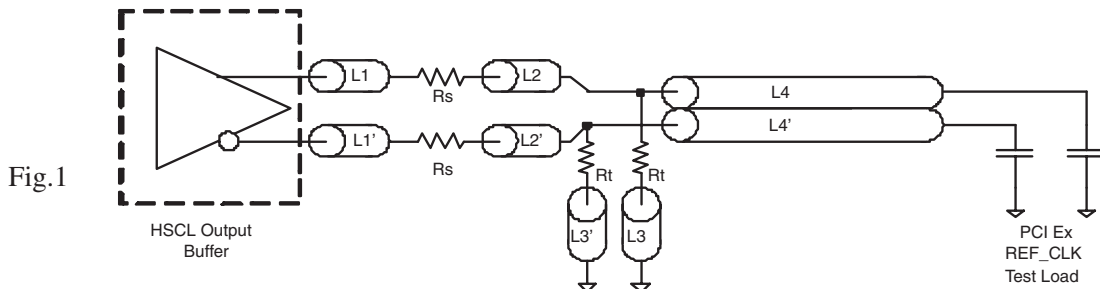 L1
L2
L4
Rs
L1'
L2'
L4'
Rs
Rt
Rt
L3'
L3
Fig.1
HSCL Output
Buffer
PCI Ex
REF_CLK
Test Load